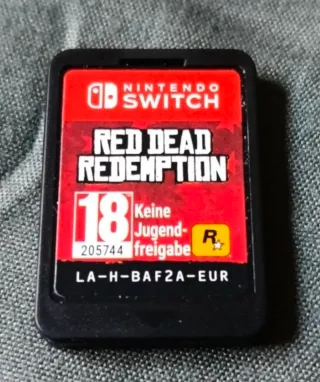 NINTENDO
SWITCH
RED DEAD
REDEMPTION
18
205744
Keine
Jugend-
freigabe
R
LA-H-BAF2A-EUR